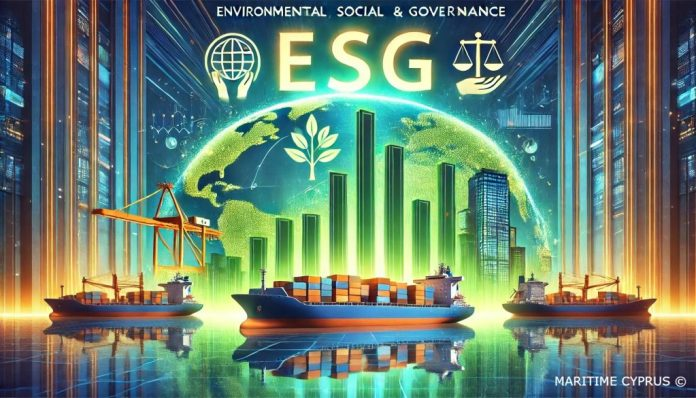 ENVIRONMENTAL SOCIAL & GOVERNANCE
ESG
MARITIME CYPRUS ©